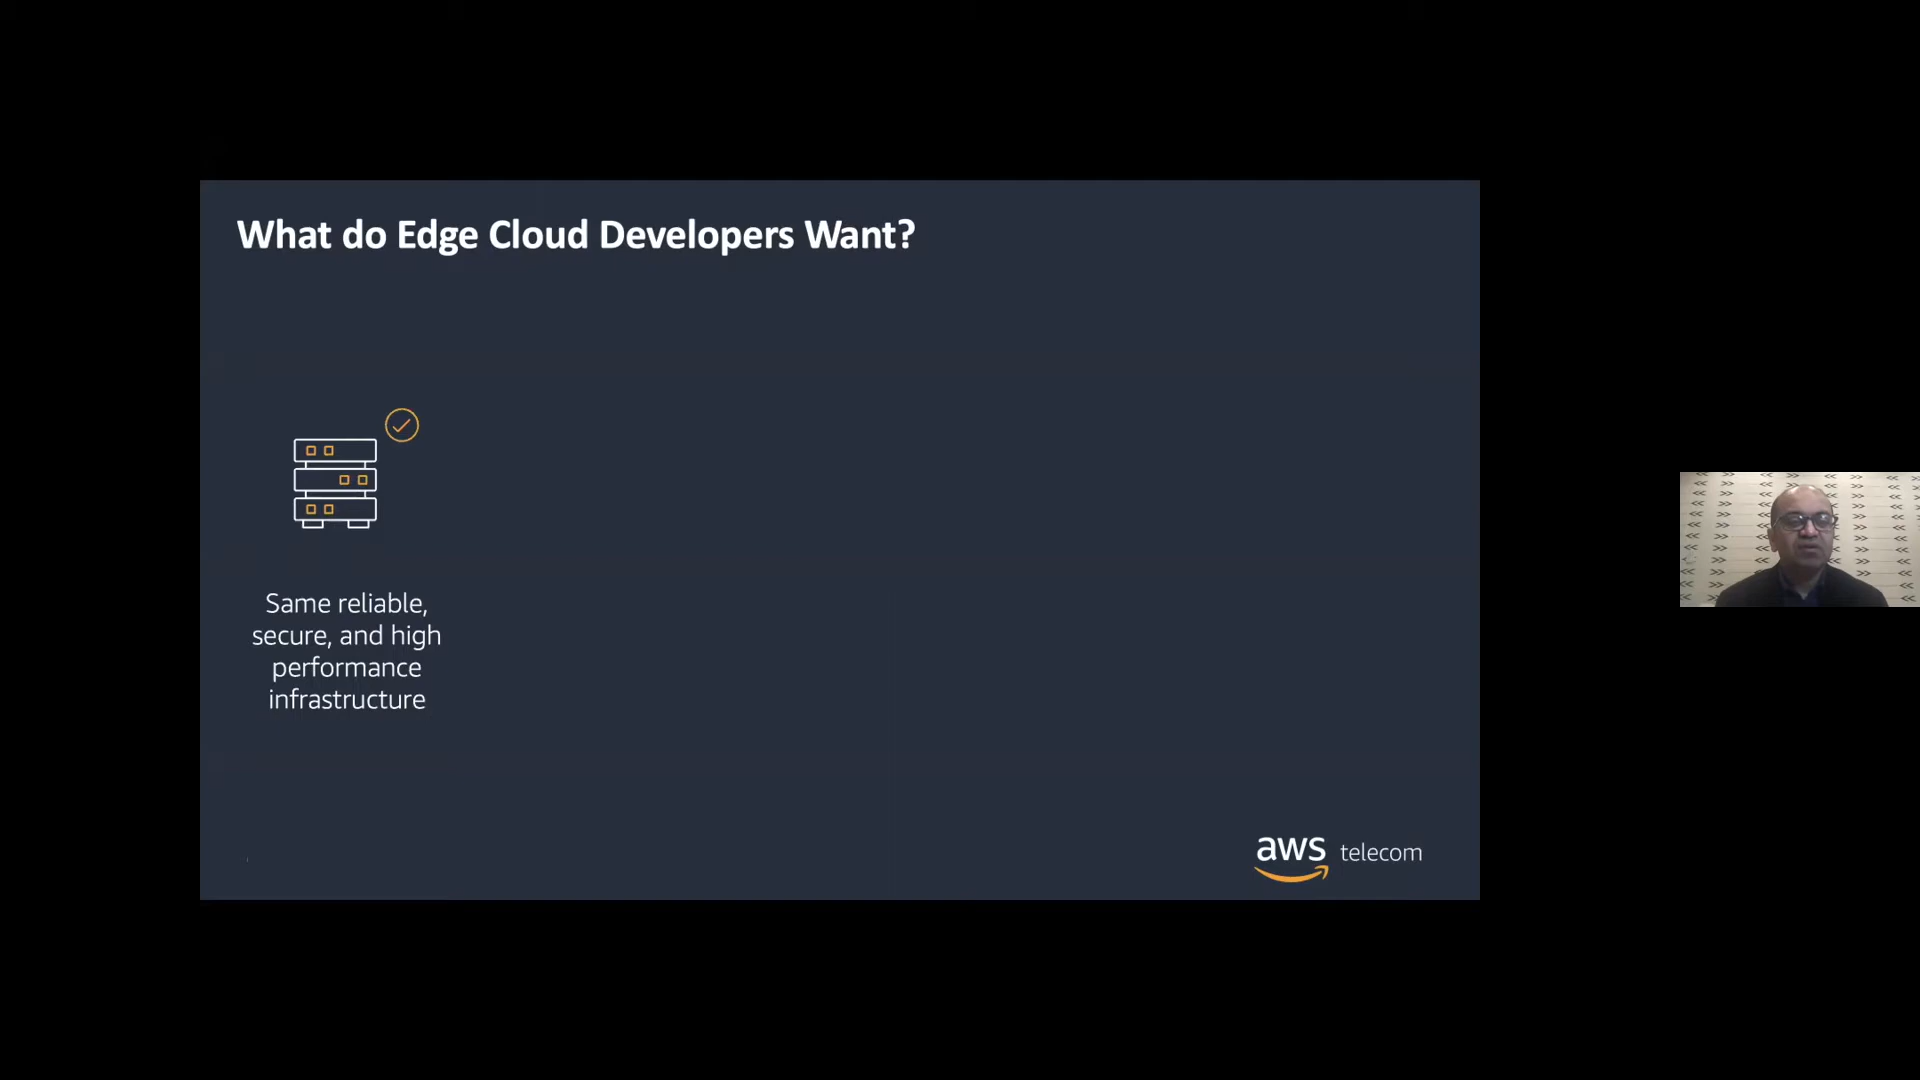 What do Edge Cloud Developers Want?
Same reliable,
secure, and high
performance
infrastructure
aws telecom